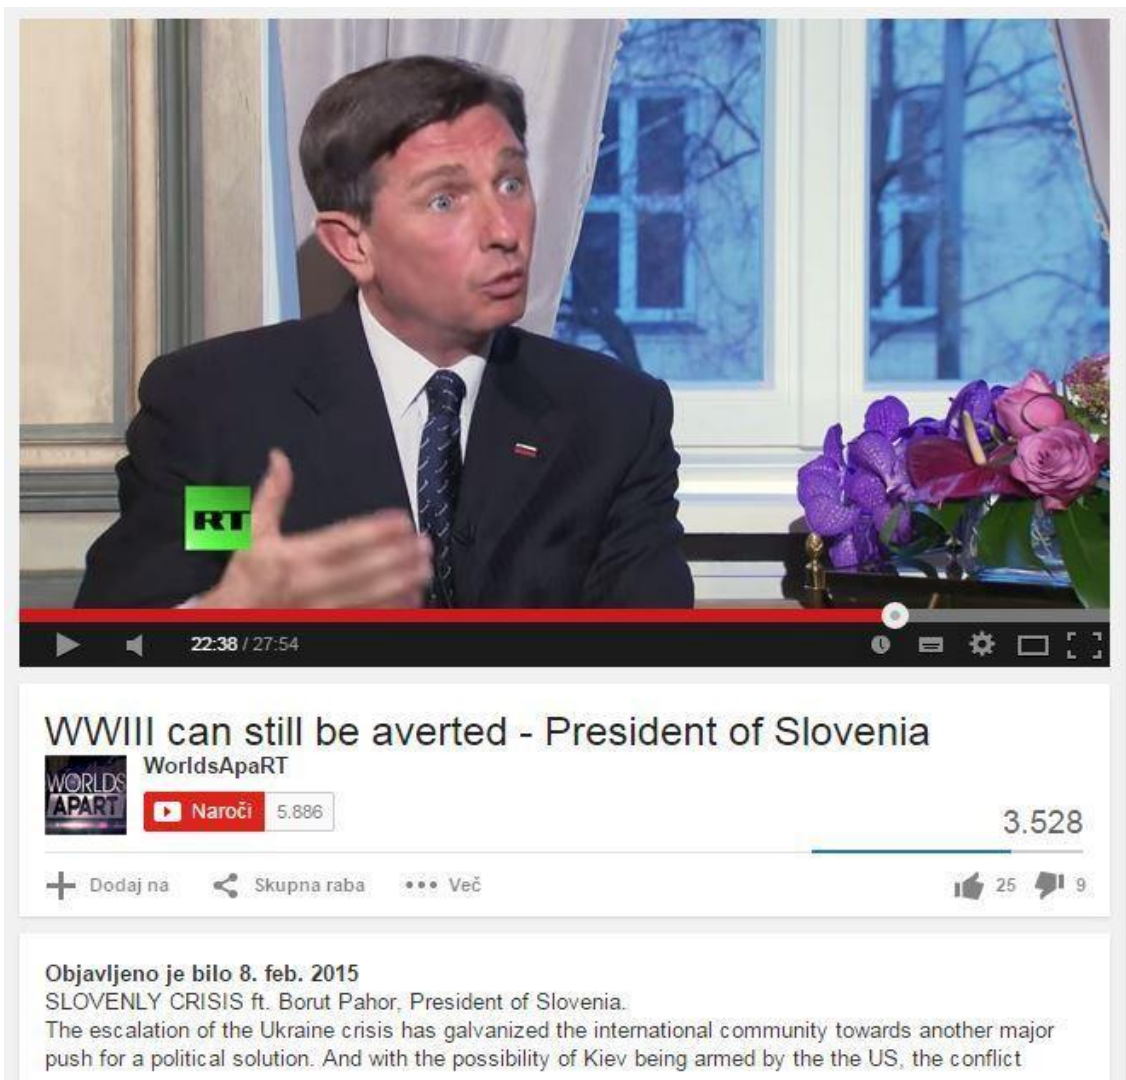 RT
22:38 / 27:54
WWIII can still be averted - President of Slovenia
WORLDS
APART
WorldsApaRT
Naroči 5.886
3.528
Dodaj na Skupna raba Več
25 9
Objavljeno je bilo 8. feb. 2015
SLOVENLY CRISIS ft. Borut Pahor, President of Slovenia.
The escalation of the Ukraine crisis has galvanized the international community towards another major
push for a political solution. And with the possibility of Kiev being armed by the the US, the conflict